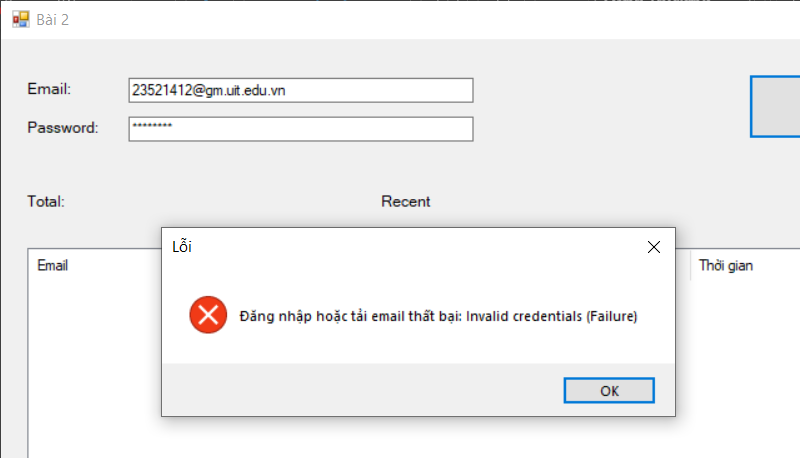 Bài 2
Email: 23521412@gm.uit.edu.vn
Password: ********
Total: Recent
Lỗi
Email Thời gian
Đăng nhập hoặc tải email thất bại: Invalid credentials (Failure)
OK